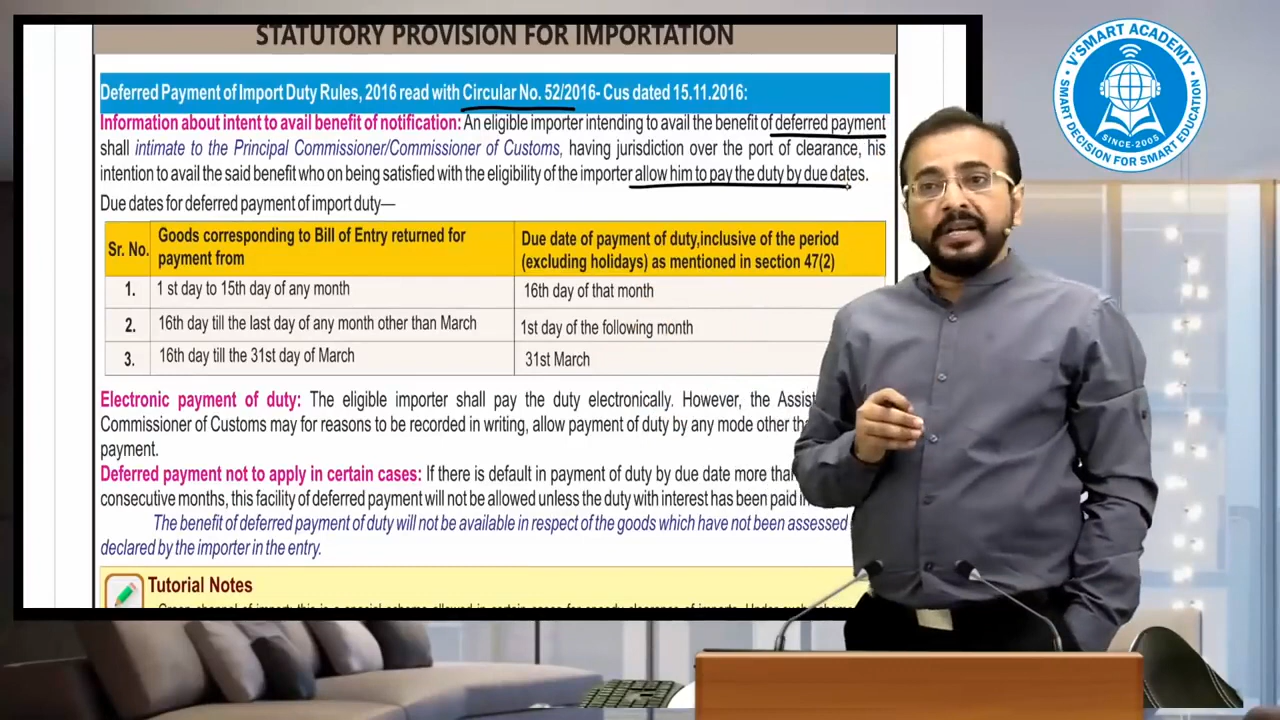 STATUTORY PROVISION FOR IMPORTATION
Deferred Payment of Import Duty Rules, 2016 read with Circular No. 52/2016- Cus dated 15.11.2016:
Information about intent to avail benefit of notification: An eligible importer intending to avail the benefit of deferred payment
shall intimate to the Principal Commissioner/Commissioner of Customs, having jurisdiction over the port of clearance, his
intention to avail the said benefit who on being satisfied with the eligibility of the importer allow him to pay the duty by due dates.
Due dates for deferred payment of import duty—
Sr. No. Goods corresponding to Bill of Entry returned for payment from Due date of payment of duty,inclusive of the period (excluding holidays) as mentioned in section 47(2)
1. 1 st day to 15th day of any month 16th day of that month
2. 16th day till the last day of any month other than March 1st day of the following month
3. 16th day till the 31st day of March 31st March
Electronic payment of duty: The eligible importer shall pay the duty electronically. However, the
Commissioner of Customs may for reasons to be recorded in writing, allow payment of duty by any mode other
payment.
Deferred payment not to apply in certain cases: If there is default in payment of duty by due date more
consecutive months, this facility of deferred payment will not be allowed unless the duty with interest has been paid
The benefit of deferred payment of duty will not be available in respect of the goods which have not been assessed
declared by the importer in the entry.
Tutorial Notes
V'SMART ACADEMY
SINCE-2005
SMART DECISION FOR SMART EDUCATION